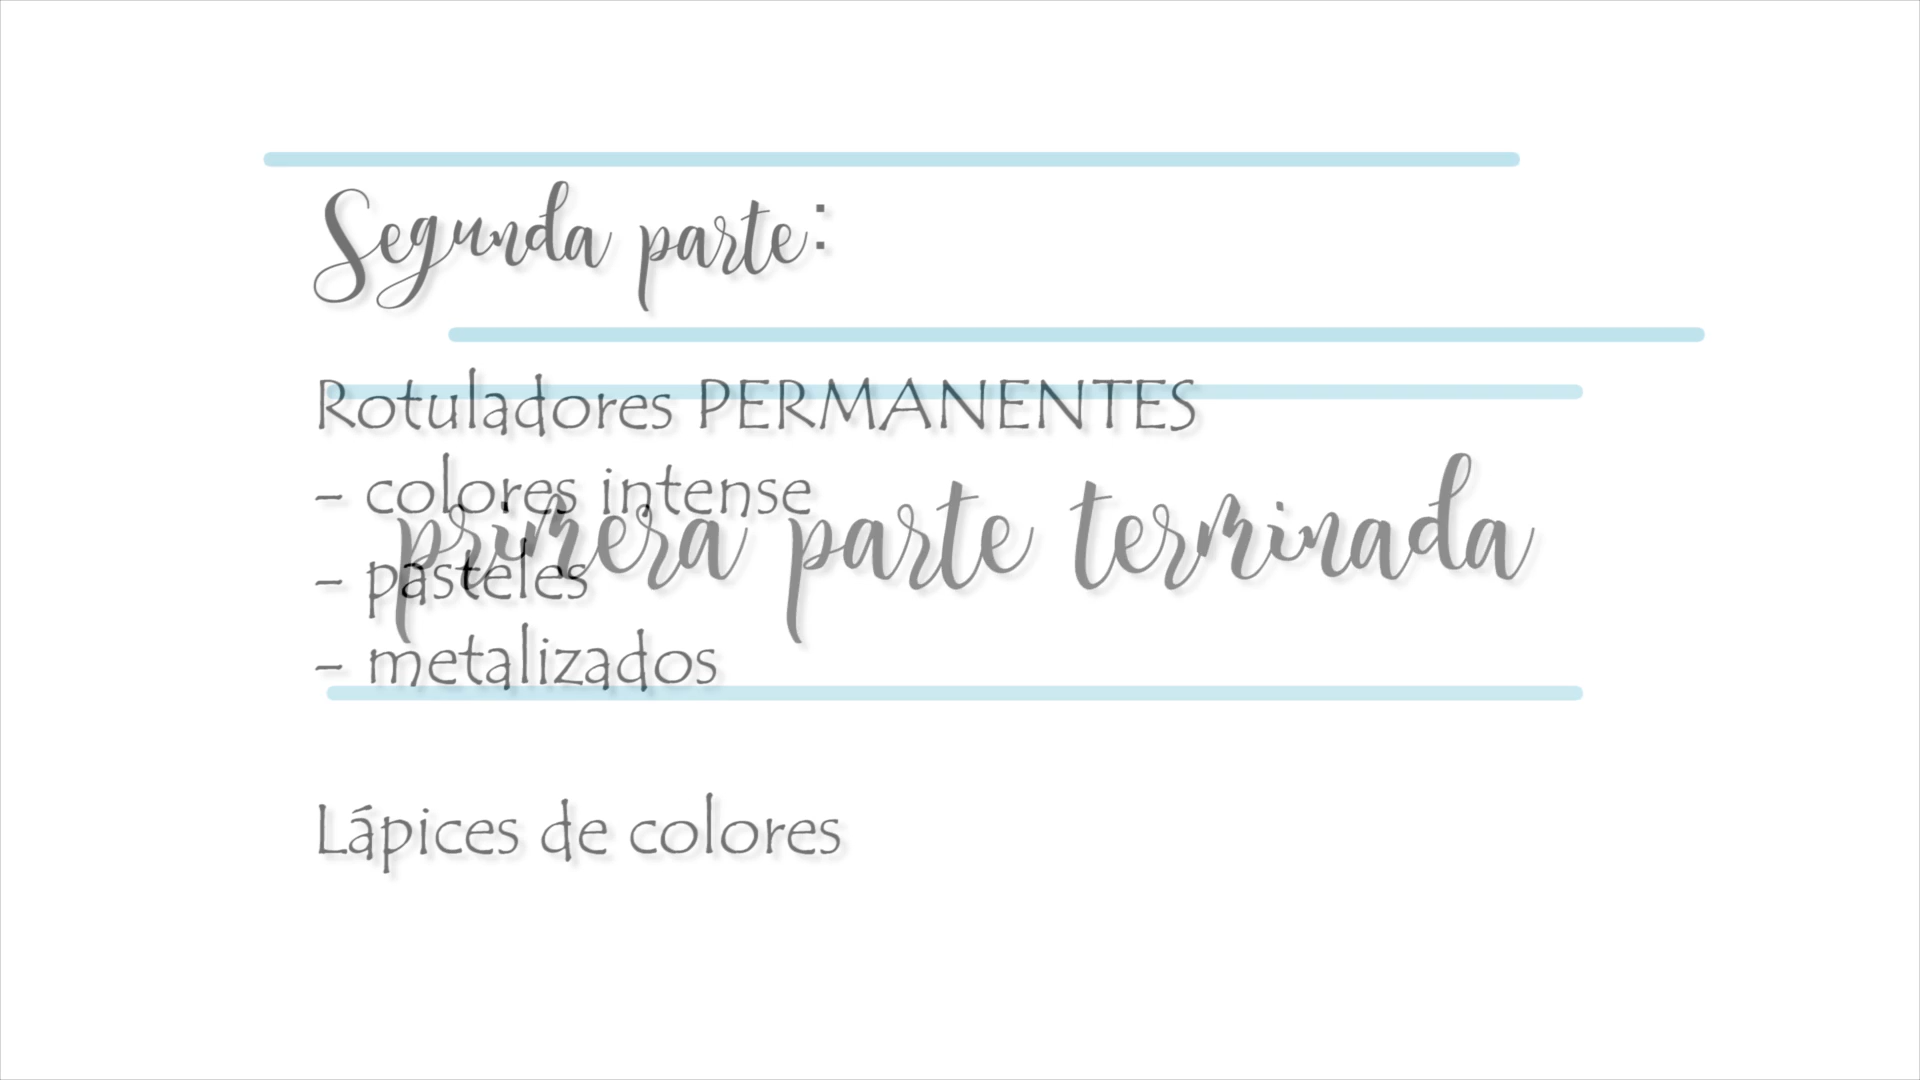 Segunda parte:
Rotuladores PERMANENTES
- colores intense
primera parte terminada
- pasteles
- metalizados
Lápices de colores